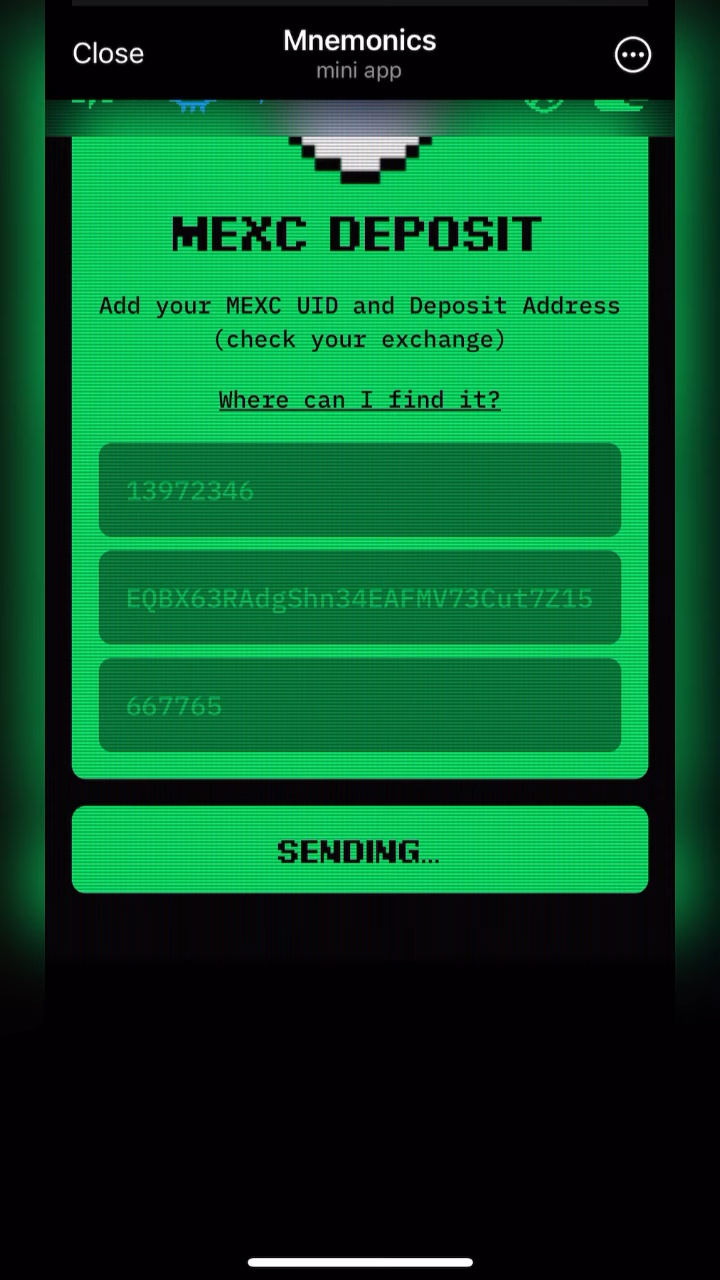 Close
Mnemonics
mini app
MEXC DEPOSIT
Add your MEXC UID and Deposit Address
(check your exchange)
Where can I find it?
13972346
EQBX63RAdgShn34EAFMV73Cut7Z15
667765
SENDING...